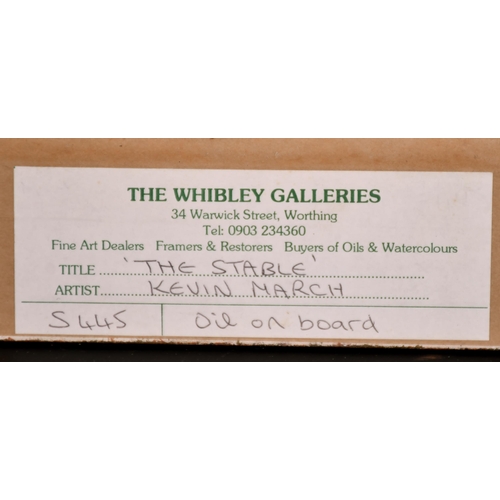 THE WHIBLEY GALLERIES
34 Warwick Street, Worthing
Tel: 0903 234360
Fine Art Dealers Framers & Restorers Buyers of Oils & Watercolours
TITLE 'THE STABLE'
ARTIST KEVIN MARCH
S445 Oil on board